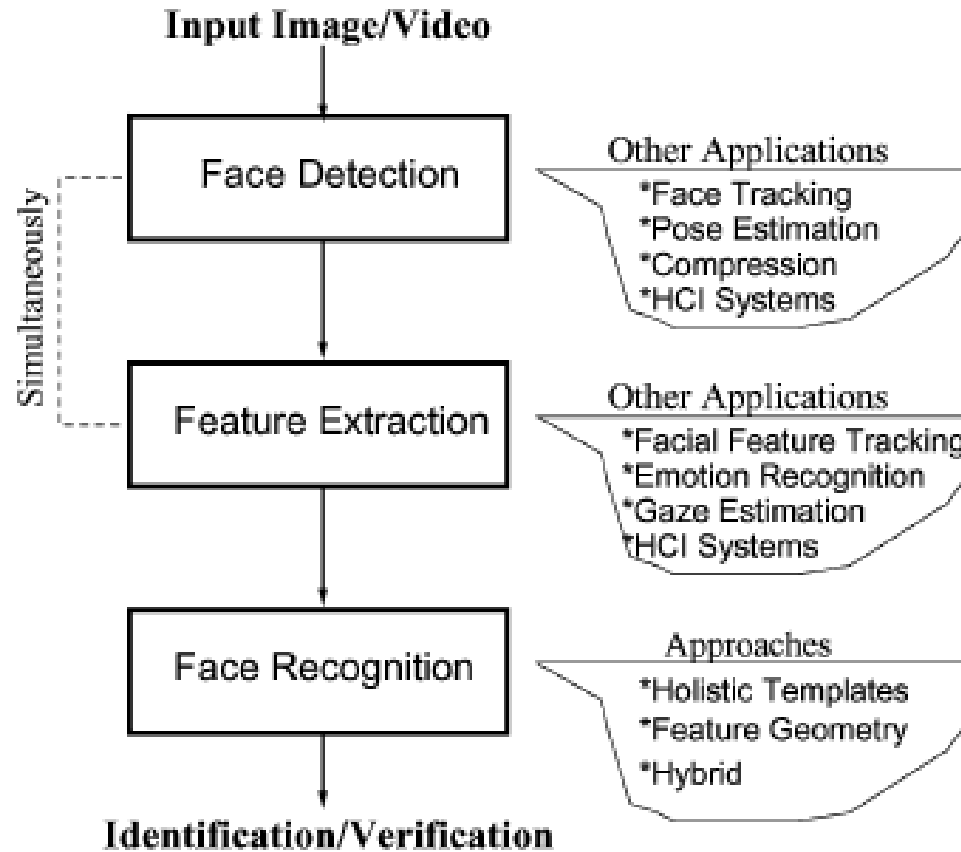 Input Image/Video
Face Detection
Other Applications
*Face Tracking
*Pose Estimation
*Compression
*HCI Systems
Simultaneously
Feature Extraction
Other Applications
*Facial Feature Tracking
*Emotion Recognition
*Gaze Estimation
*HCI Systems
Face Recognition
Approaches
*Holistic Templates
*Feature Geometry
*Hybrid
Identification/Verification